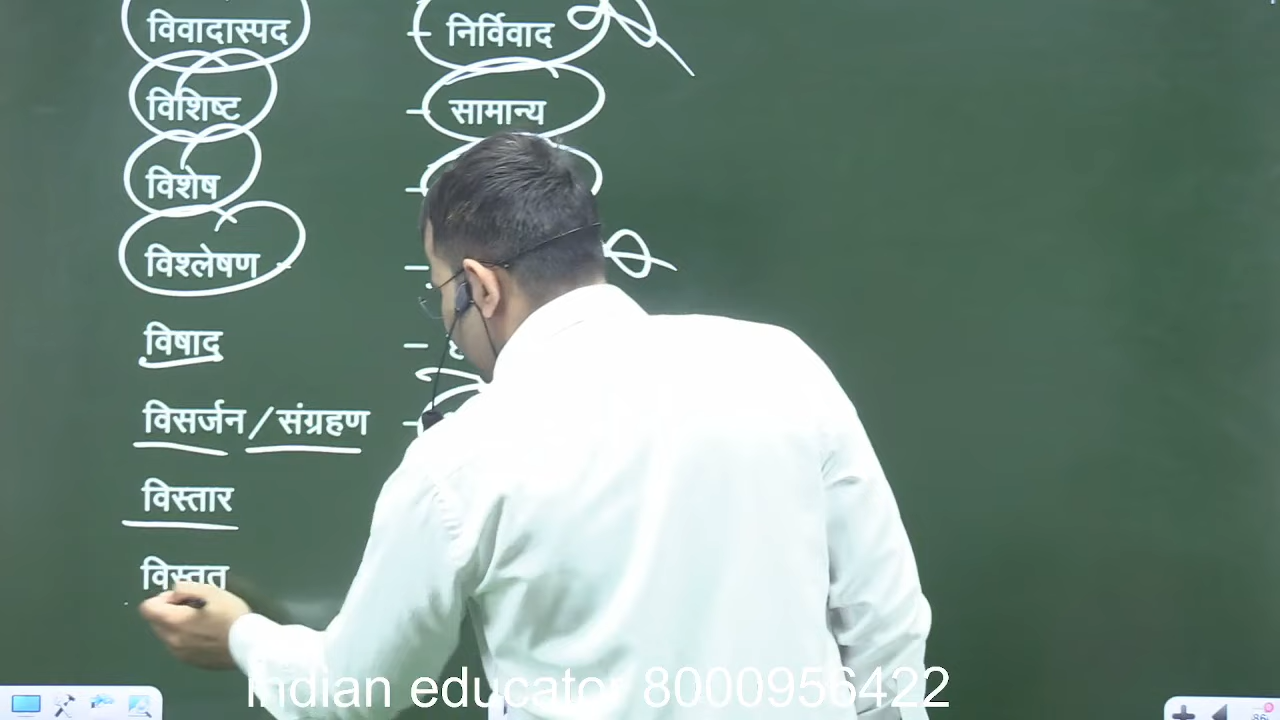 विवादास्पद – निर्विवाद
विशिष्ट – सामान्य
विशेष –
विश्लेषण - –
विषाद –
विसर्जन / संग्रहण –
विस्तार
विस्तृत
indian educator 8000956422